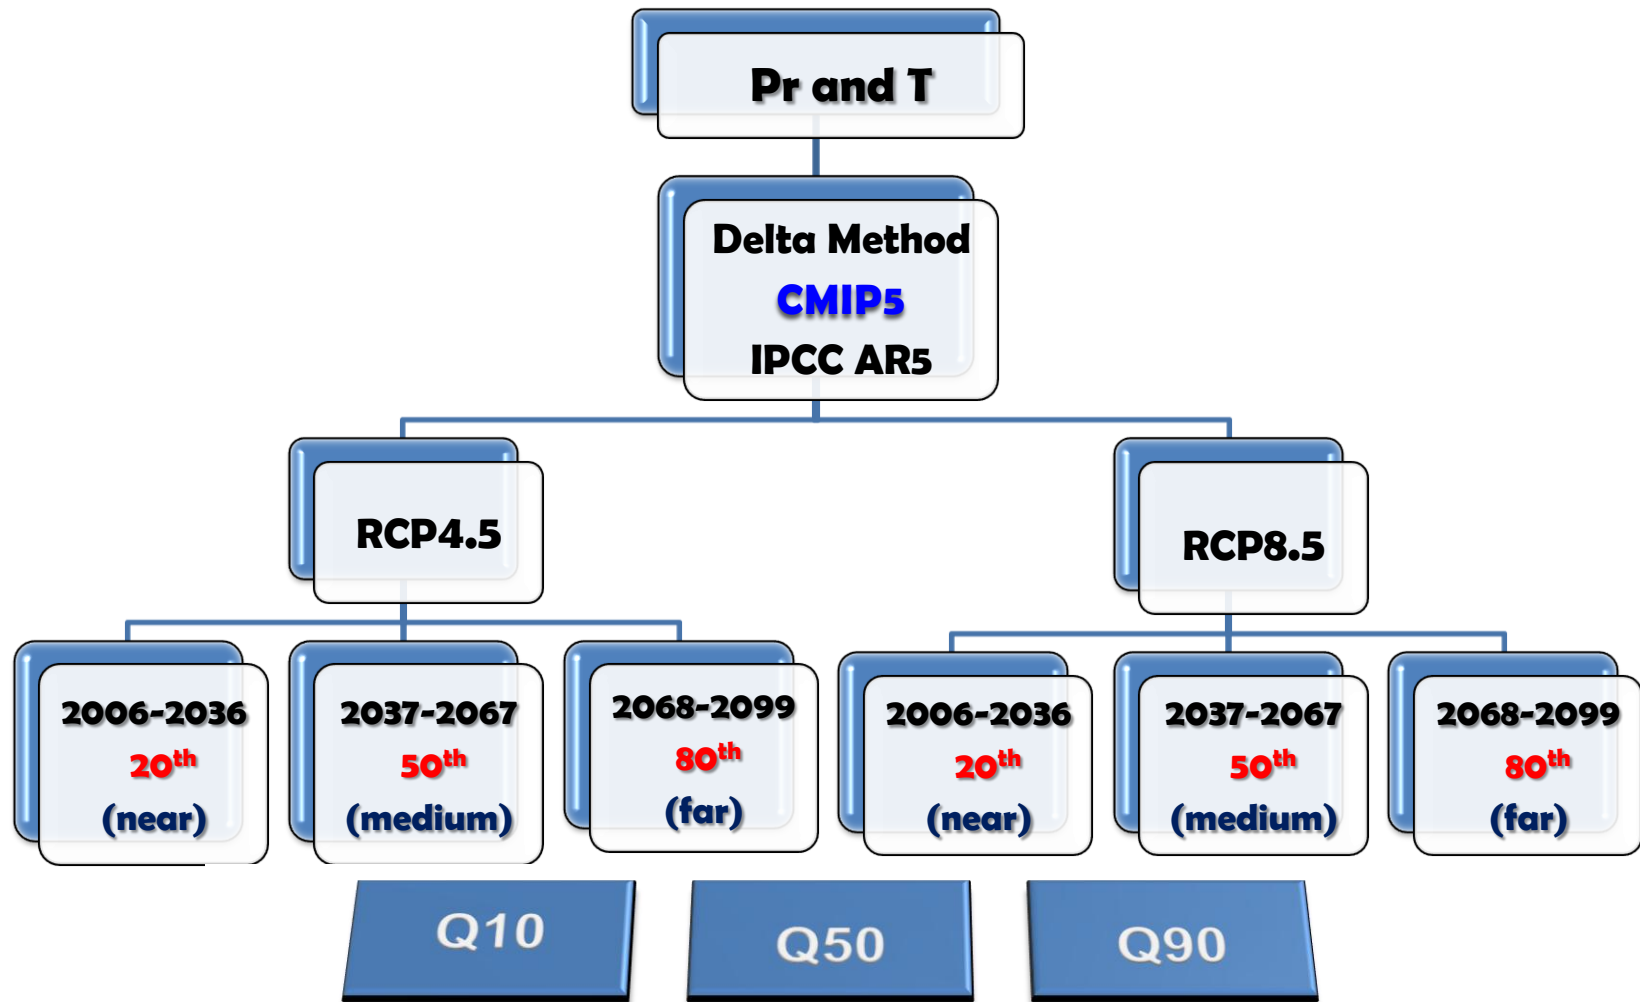 Pr and T
Delta Method
CMIP5
IPCC AR5
RCP4.5
RCP8.5
2006-2036
20th
(near)
2037-2067
50th
(medium)
2068-2099
80th
(far)
2006-2036
20th
(near)
2037-2067
50th
(medium)
2068-2099
80th
(far)
Q10
Q50
Q90